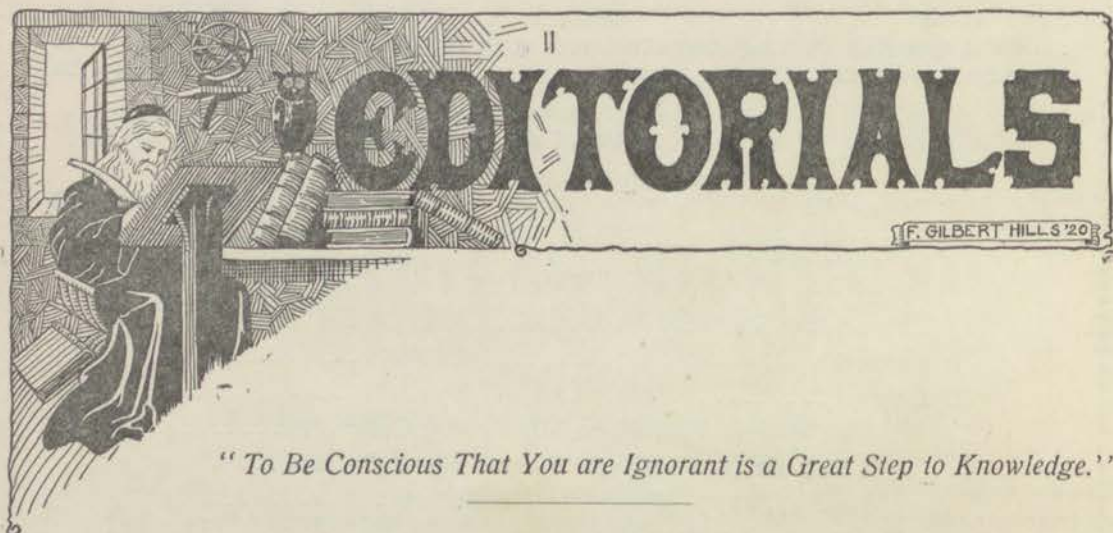 EDITORIALS
F. GILBERT HILLS '20
" To Be Conscious That You are Ignorant is a Great Step to Knowledge."